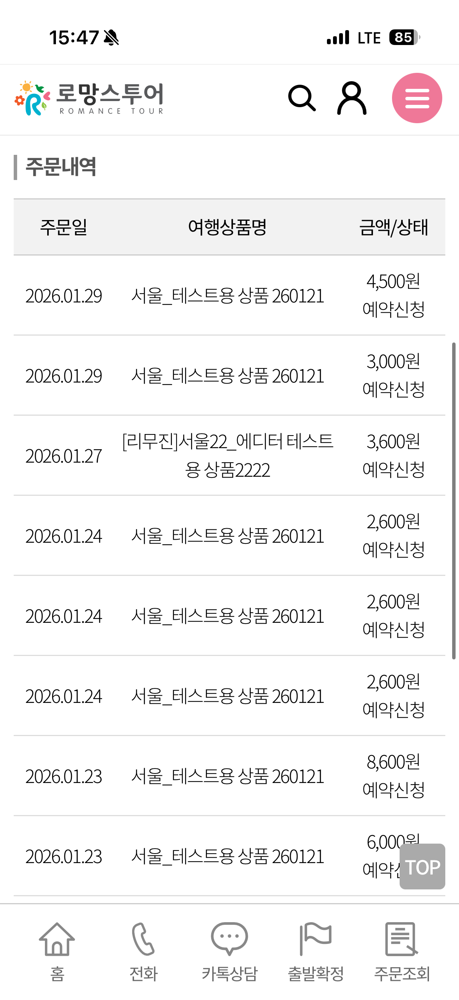 15:47
LTE 85
로망스투어
ROMANCE TOUR
주문내역
주문일 여행상품명 금액/상태
2026.01.29 서울_테스트용 상품 260121 4,500원
예약신청
2026.01.29 서울_테스트용 상품 260121 3,000원
예약신청
2026.01.27 [리무진]서울22_에디터 테스트
용 상품2222 3,600원
예약신청
2026.01.24 서울_테스트용 상품 260121 2,600원
예약신청
2026.01.24 서울_테스트용 상품 260121 2,600원
예약신청
2026.01.24 서울_테스트용 상품 260121 2,600원
예약신청
2026.01.23 서울_테스트용 상품 260121 8,600원
예약신청
2026.01.23 서울_테스트용 상품 260121 6,000원
예약
TOP
홈 전화 카톡상담 출발확정 주문조회